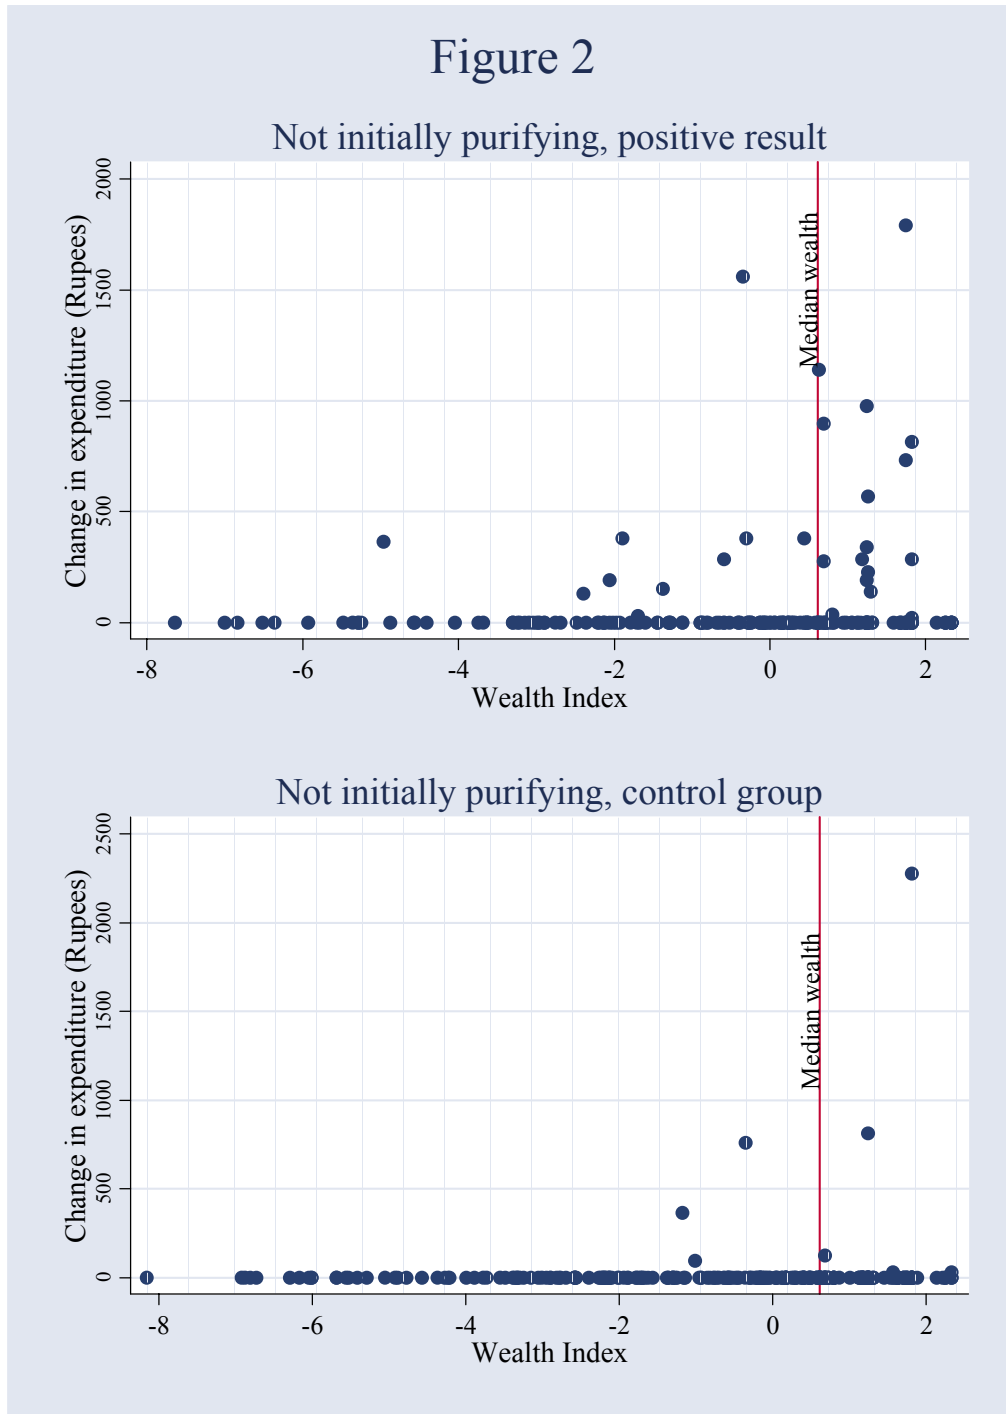 Figure 2
Not initially purifying, positive result
Change in expenditure (Rupees)
2000
1500
1000
500
0
Median wealth
-8 -6 -4 -2 0 2
Wealth Index
Not initially purifying, control group
Change in expenditure (Rupees)
2500
2000
1500
1000
500
0
Median wealth
-8 -6 -4 -2 0 2
Wealth Index